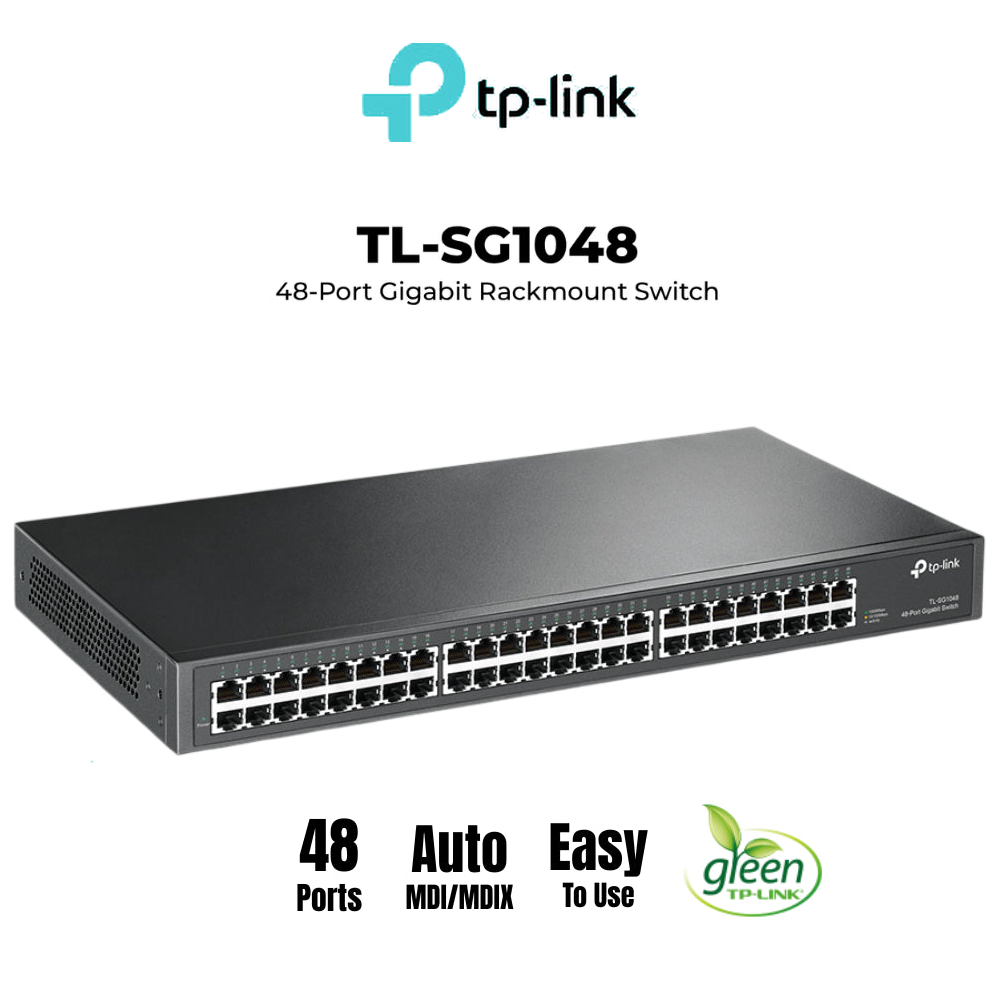 tp-link
TL-SG1048
48-Port Gigabit Rackmount Switch
tp-link
TL-SG1048
48-Port Gigabit Switch
Power
48
Ports
Auto
MDI/MDIX
Easy
To Use
green
TP-LINK